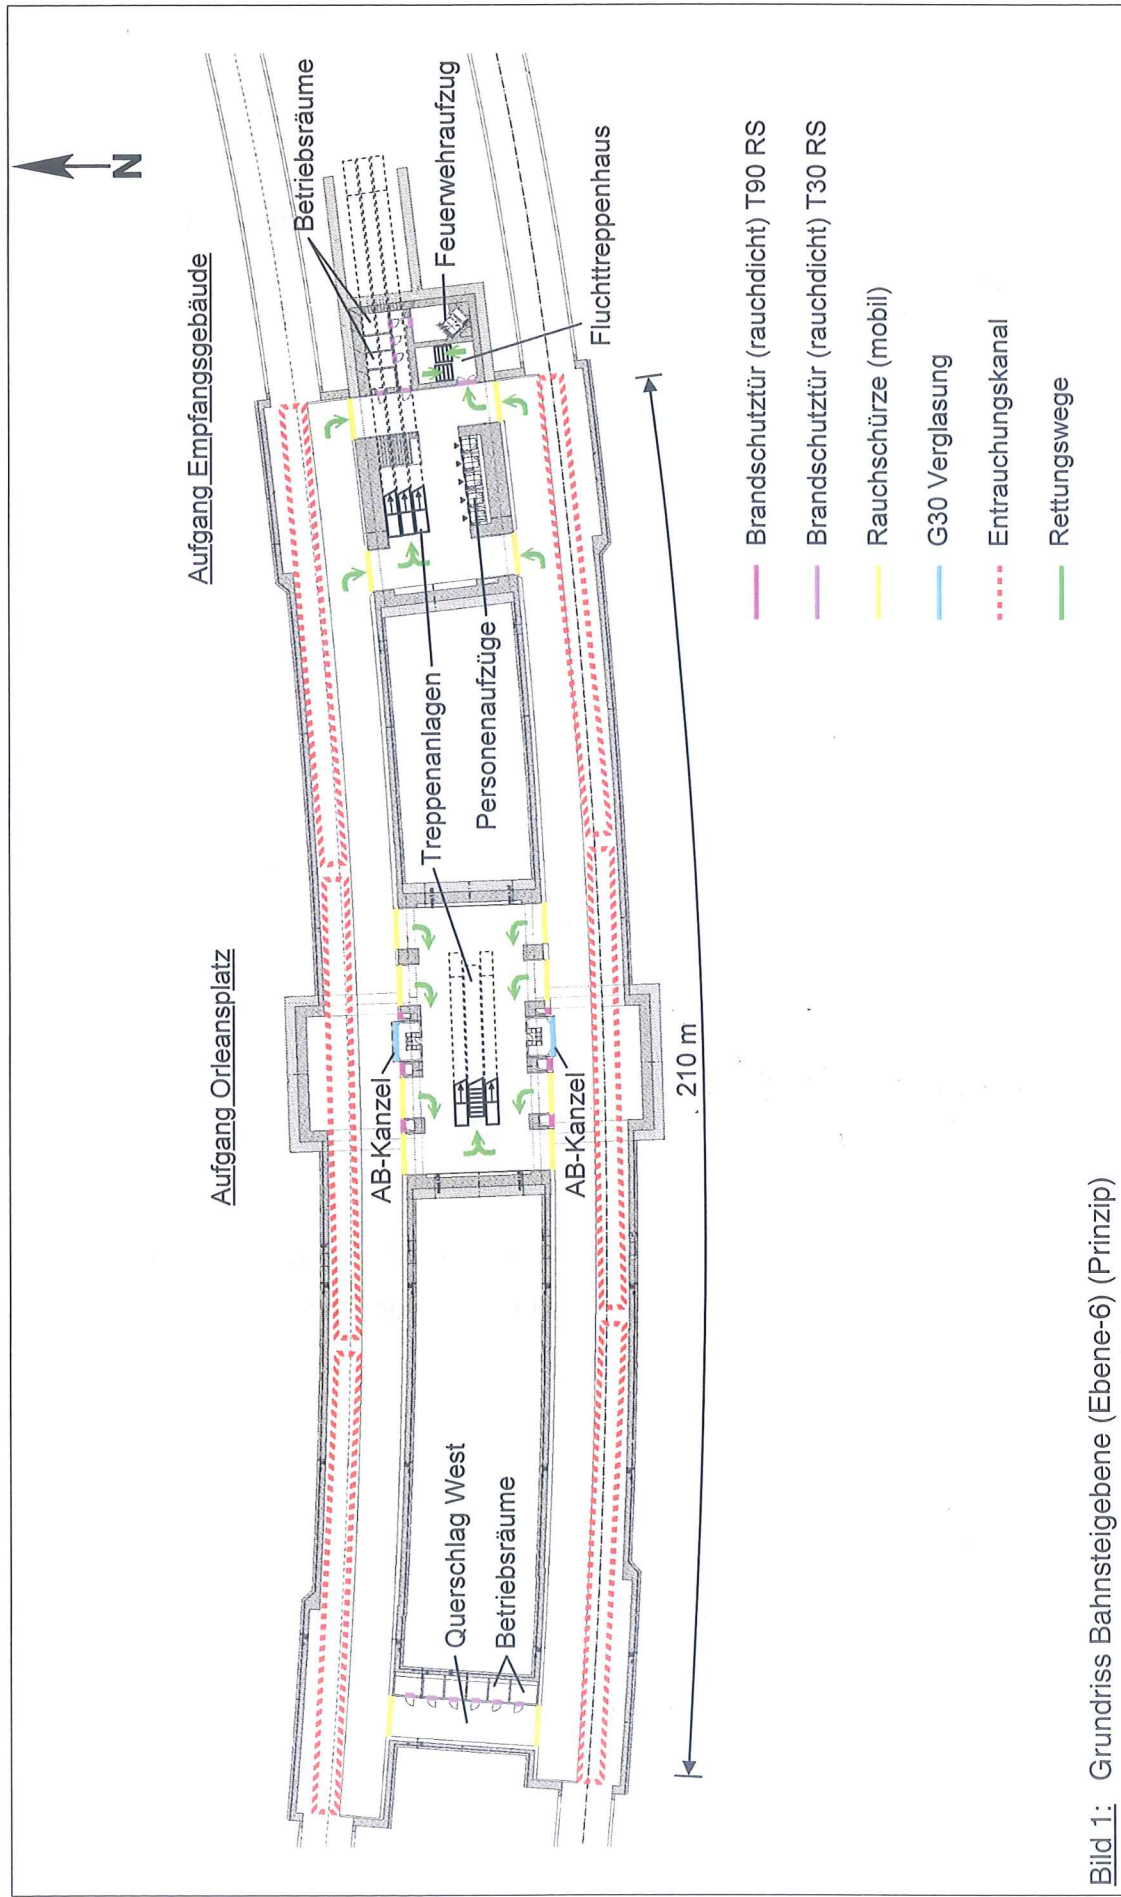 N
Aufgang Empfangsgebäude
Betriebsräume
Feuerwehraufzug
Fluchttreppenhaus
Treppenanlagen
Personenaufzüge
Aufgang Orleansplatz
AB-Kanzel
AB-Kanzel
210 m
Querschlag West
Betriebsräume
Brandschutztür (rauchdicht) T90 RS
Brandschutztür (rauchdicht) T30 RS
Rauchschürze (mobil)
G30 Verglasung
Entrauchungskanal
Rettungswege
Bild 1: Grundriss Bahnsteigebene (Ebene-6) (Prinzip)